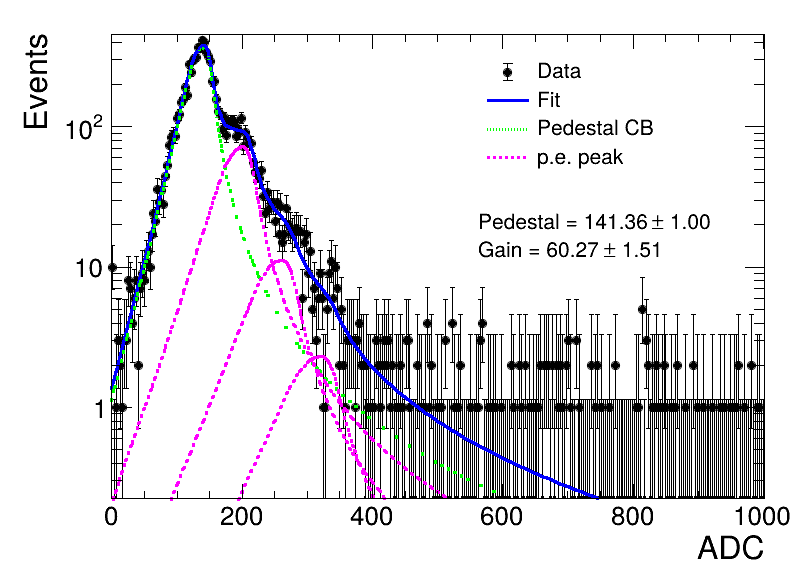 Events
10²
10
1
Data
Fit
Pedestal CB
p.e. peak
Pedestal = 141.36 ± 1.00
Gain = 60.27 ± 1.51
0 200 400 600 800 1000
ADC